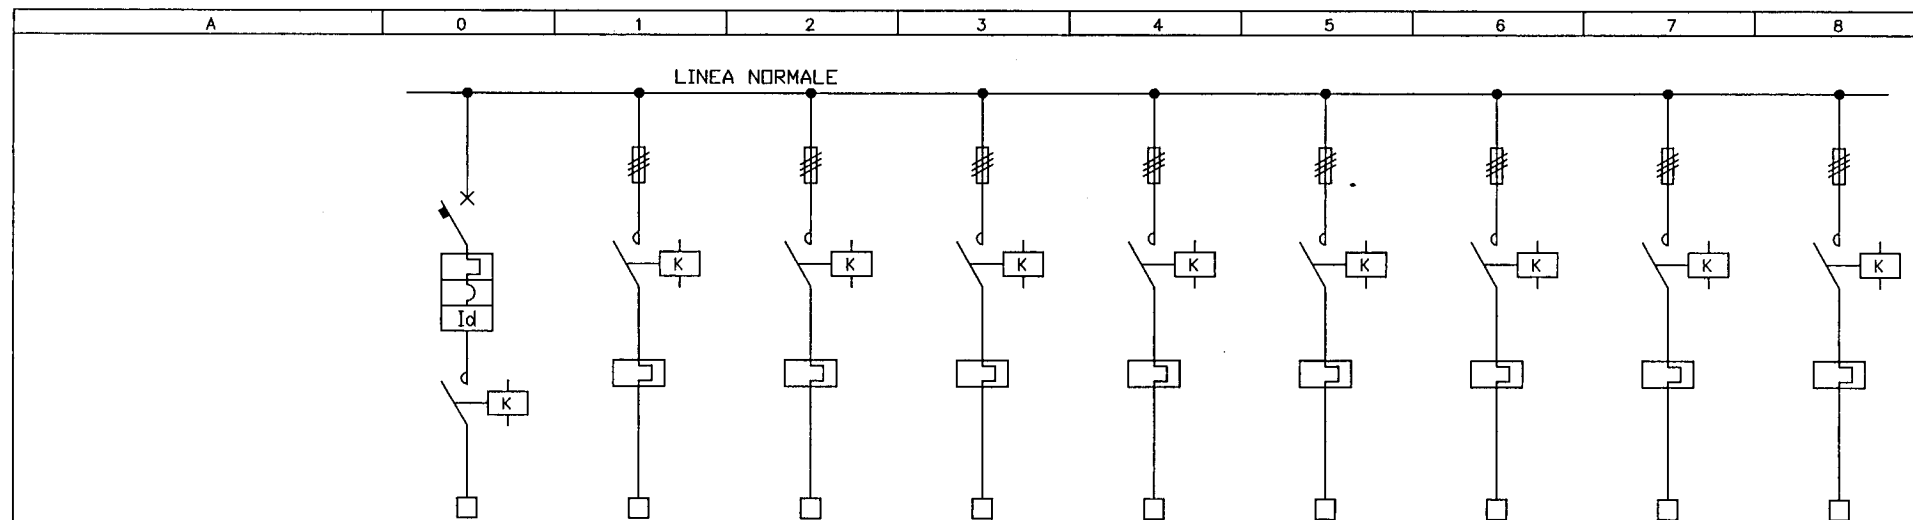 A 0 1 2 3 4 5 6 7 8
LINEA NORMALE
K K K K K K K K
Id
K